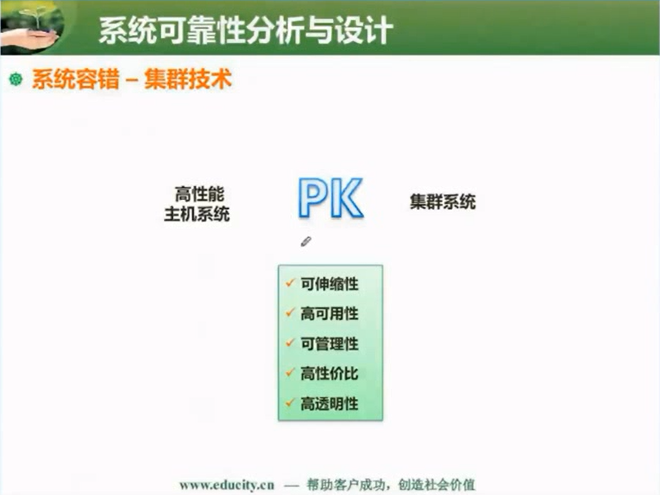 系统可靠性分析与设计
系统容错 – 集群技术
高性能
主机系统
PK
集群系统
可伸缩性
高可用性
可管理性
高性价比
高透明性
www.educity.cn — 帮助客户成功，创造社会价值